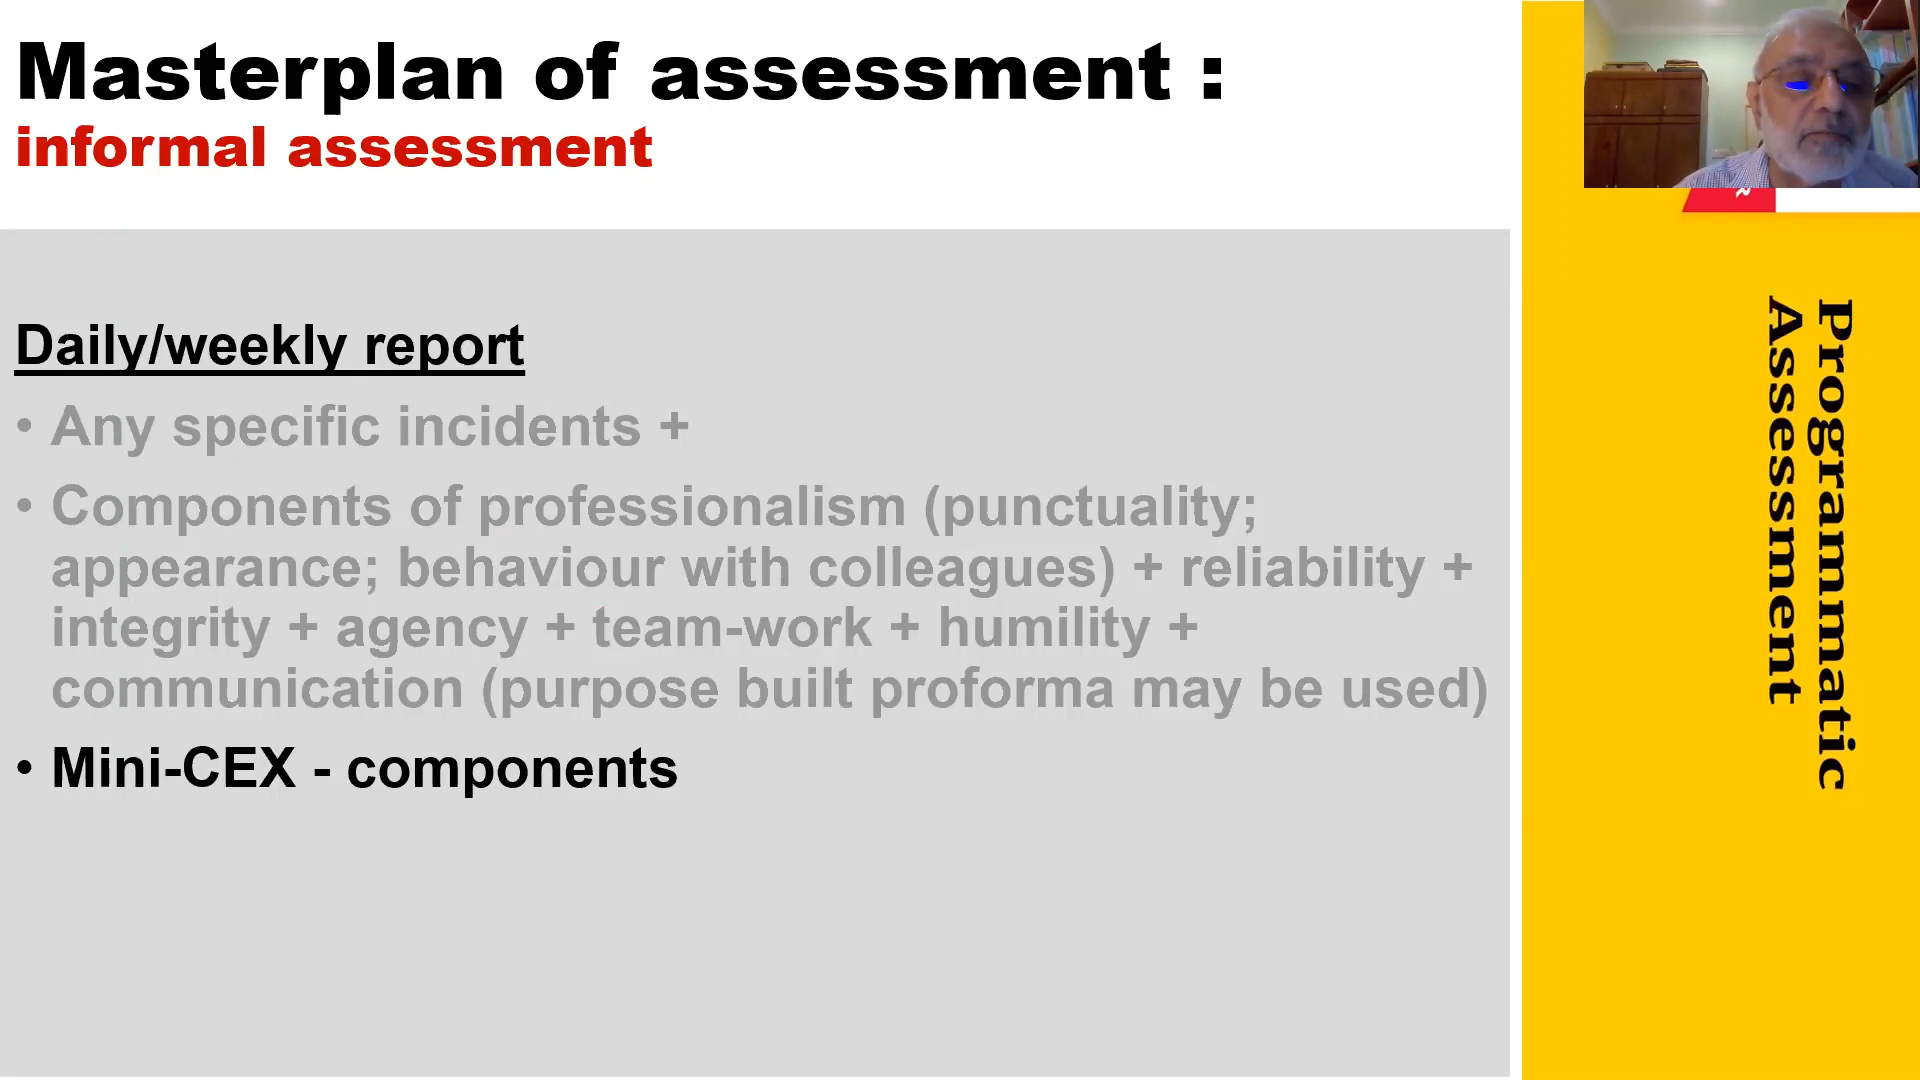 Masterplan of assessment :
informal assessment
Daily/weekly report
• Any specific incidents +
• Components of professionalism (punctuality;
appearance; behaviour with colleagues) + reliability +
integrity + agency + team-work + humility +
communication (purpose built proforma may be used)
• Mini-CEX - components
Programmatic
Assessment